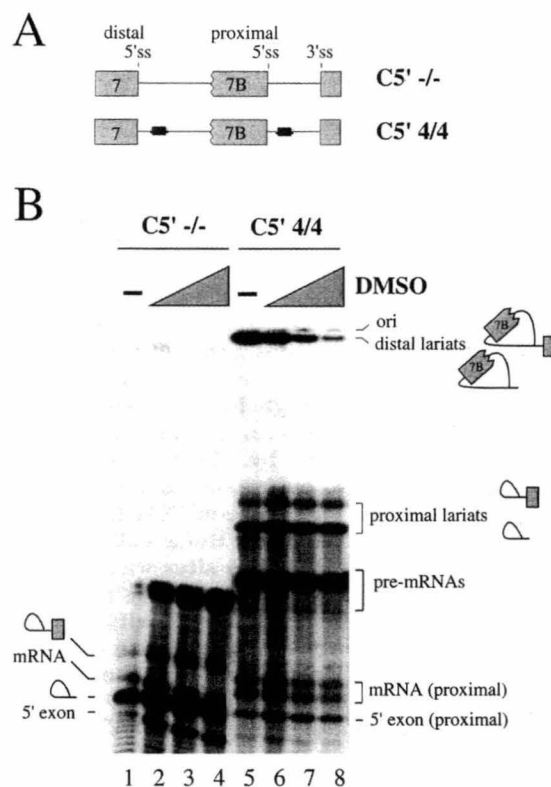 A
distal
5'ss
proximal
5'ss
3'ss
7
7B
C5' -/-
7
7B
C5' 4/4
B
C5' -/-
C5' 4/4
DMSO
ori
distal lariats
7B
7B
proximal lariats
pre-mRNAs
mRNA
5' exon
mRNA (proximal)
5' exon (proximal)
1 2 3 4 5 6 7 8